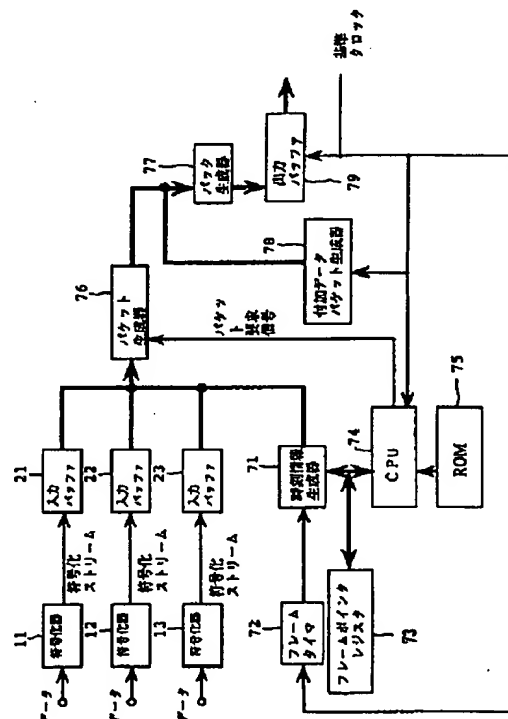 データ
11
符号化器
符号化
ストリーム
21
入力
バッファ
データ
12
符号化器
符号化
ストリーム
22
入力
バッファ
データ
13
符号化器
符号化
ストリーム
23
入力
バッファ
76
パケット
生成器
77
パック
生成器
出力
バッファ
79
78
付加データ
パケット生成器
パケッ
ト
要求
信号
基準
クロック
72
フレーム
タイマ
71
時刻情報
生成器
フレームポインタ
レジスタ
73
74
CPU
75
ROM